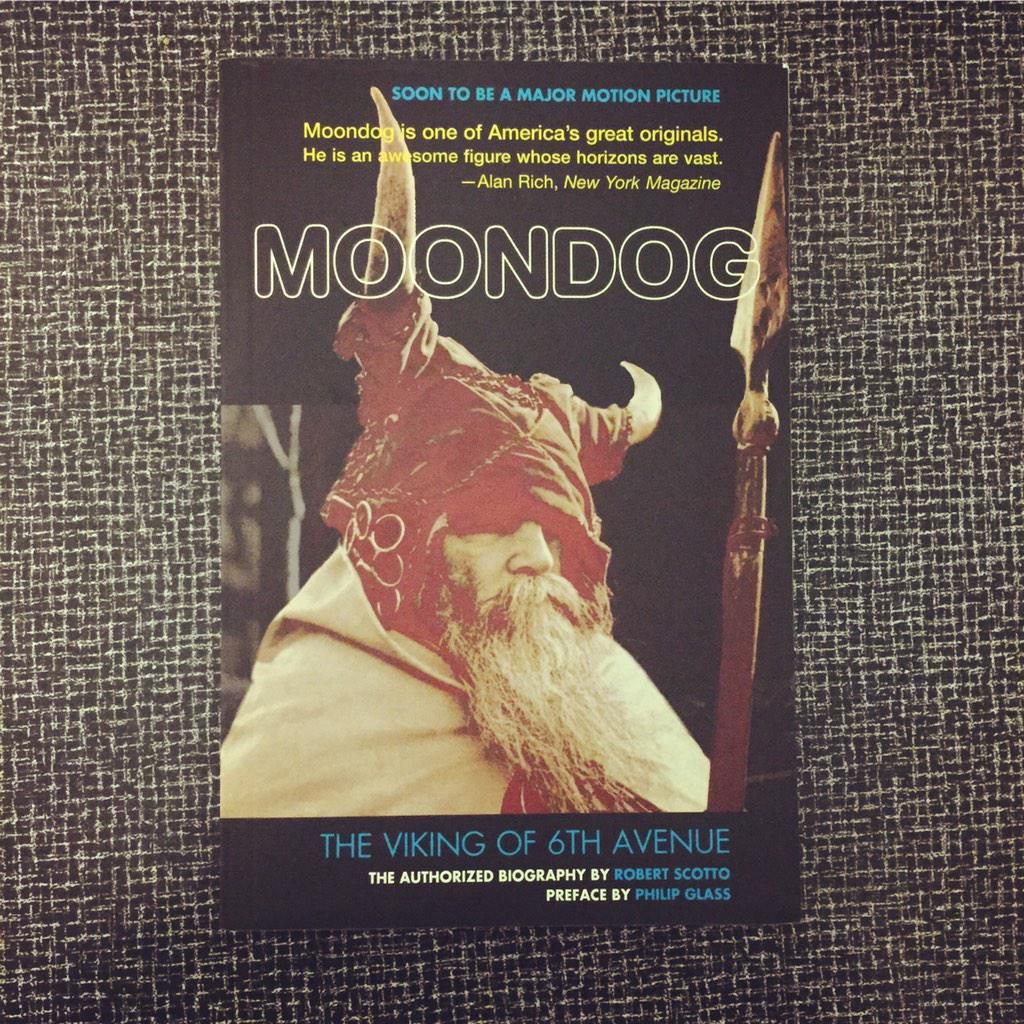 SOON TO BE A MAJOR MOTION PICTURE
Moondog is one of America's great originals.
He is an awesome figure whose horizons are vast.
—Alan Rich, New York Magazine
MOONDOG
THE VIKING OF 6TH AVENUE
THE AUTHORIZED BIOGRAPHY BY ROBERT SCOTTO
PREFACE BY PHILIP GLASS